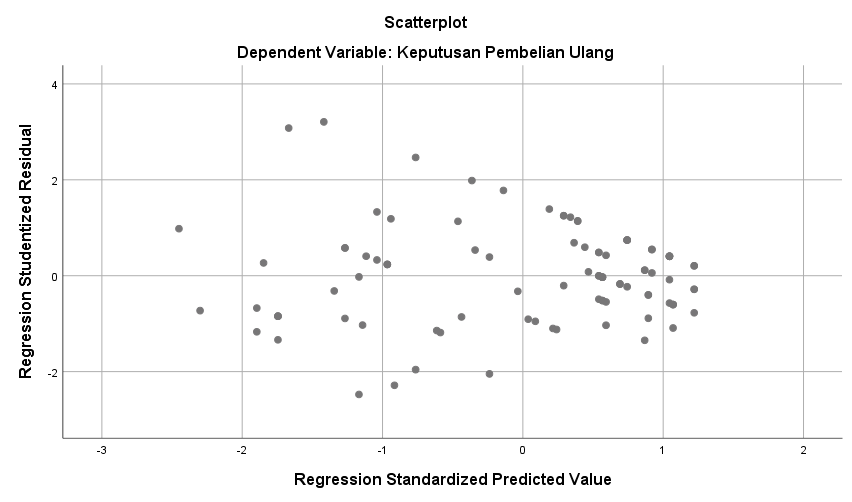 Scatterplot
Dependent Variable: Keputusan Pembelian Ulang
Regression Studentized Residual
4
2
0
-2
-3
-2
-1
0
1
2
Regression Standardized Predicted Value